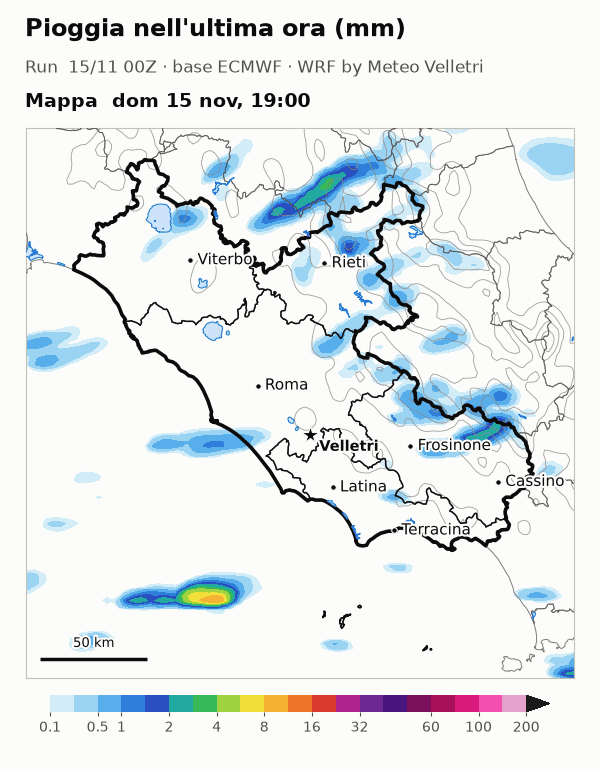 Pioggia nell'ultima ora (mm)
Run  15/11 00Z · base ECMWF · WRF by Meteo Velletri
Mappa  dom 15 nov, 19:00
Viterbo
Rieti
Roma
Velletri
Frosinone
Latina
Cassino
Terracina
50 km
0.1 0.5 1 2 4 8 16 32 60 100 200